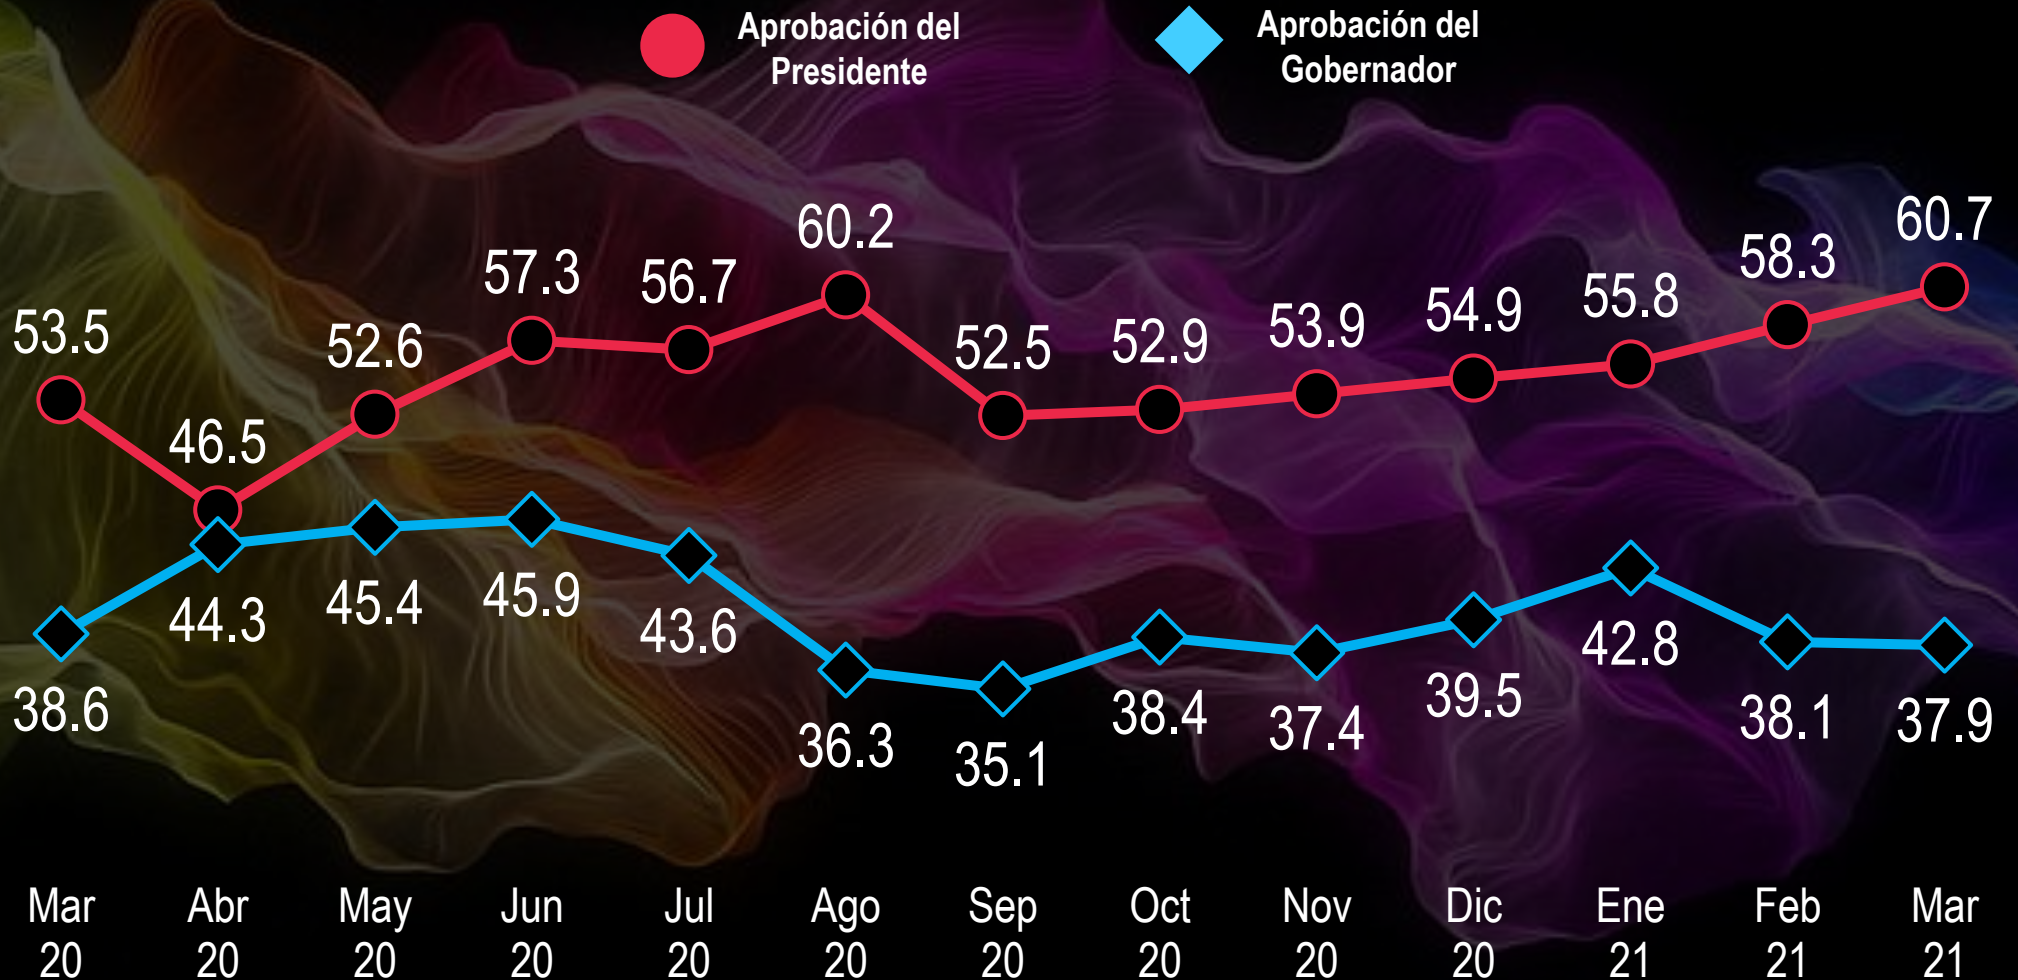 Aprobación del
Presidente
Aprobación del
Gobernador
53.5
46.5
52.6
57.3
56.7
60.2
52.5
52.9
53.9
54.9
55.8
58.3
60.7
38.6
44.3
45.4
45.9
43.6
36.3
35.1
38.4
37.4
39.5
42.8
38.1
37.9
Mar
20
Abr
20
May
20
Jun
20
Jul
20
Ago
20
Sep
20
Oct
20
Nov
20
Dic
20
Ene
21
Feb
21
Mar
21